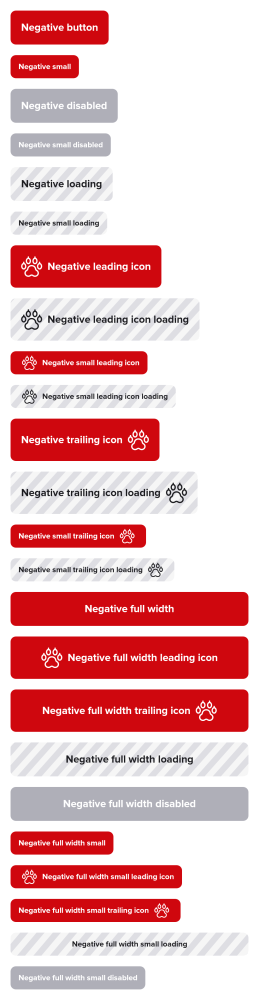 Negative button
Negative small
Negative disabled
Negative small disabled
Negative loading
Negative small loading
Negative leading icon
Negative leading icon loading
Negative small leading icon
Negative small leading icon loading
Negative trailing icon
Negative trailing icon loading
Negative small trailing icon
Negative small trailing icon loading
Negative full width
Negative full width leading icon
Negative full width trailing icon
Negative full width loading
Negative full width disabled
Negative full width small
Negative full width small leading icon
Negative full width small trailing icon
Negative full width small loading
Negative full width small disabled